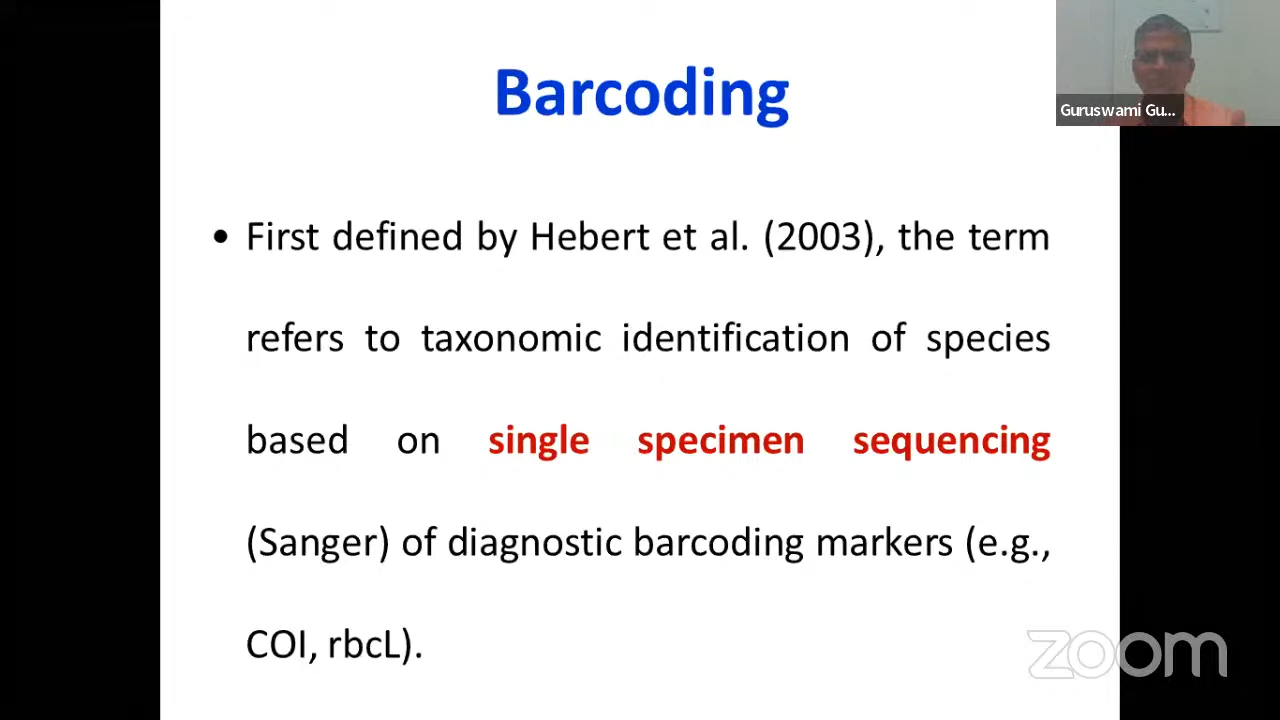 Barcoding
Guruswami Gu...
• First defined by Hebert et al. (2003), the term
refers to taxonomic identification of species
based on single specimen sequencing
(Sanger) of diagnostic barcoding markers (e.g.,
COI, rbcL).
zoom